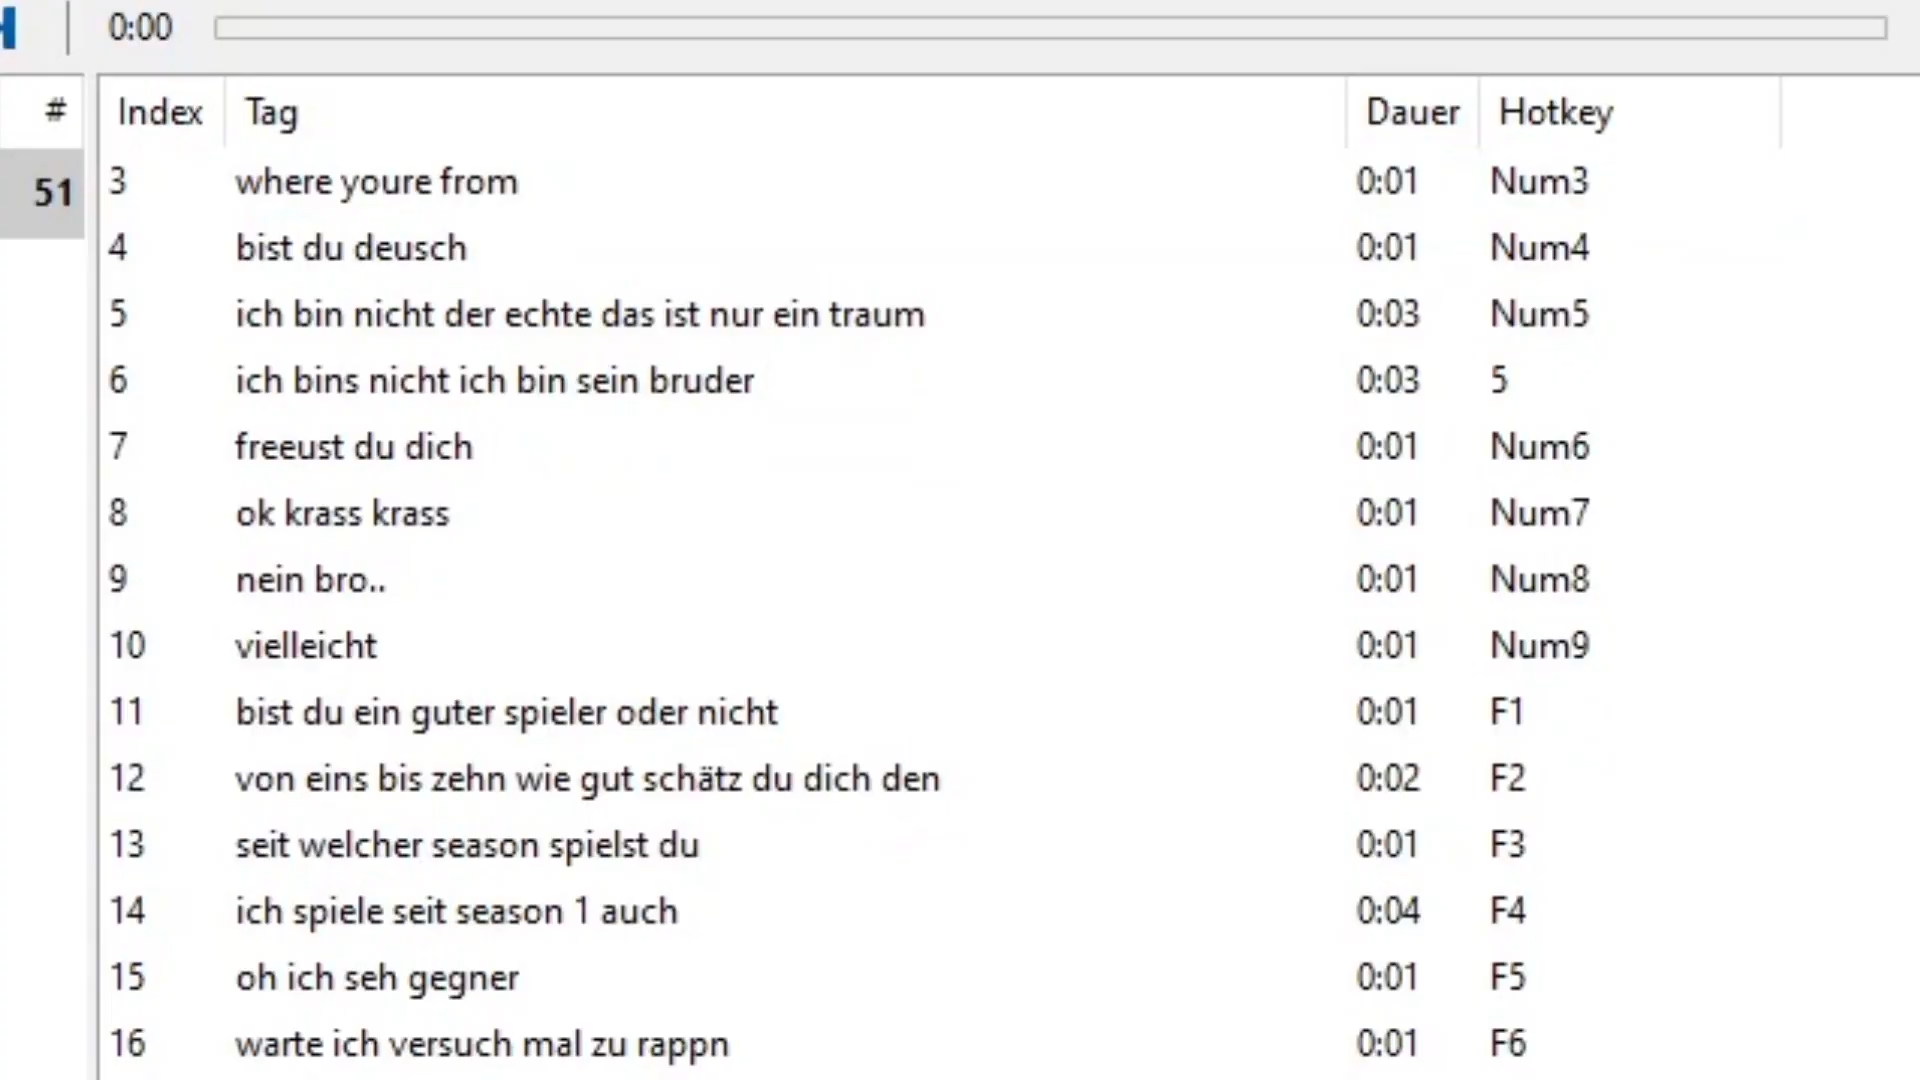 0:00
# Index Tag Dauer Hotkey
51 3 where youre from 0:01 Num3
4 bist du deusch 0:01 Num4
5 ich bin nicht der echte das ist nur ein traum 0:03 Num5
6 ich bins nicht ich bin sein bruder 0:03 5
7 freeust du dich 0:01 Num6
8 ok krass krass 0:01 Num7
9 nein bro.. 0:01 Num8
10 vielleicht 0:01 Num9
11 bist du ein guter spieler oder nicht 0:01 F1
12 von eins bis zehn wie gut schätz du dich den 0:02 F2
13 seit welcher season spielst du 0:01 F3
14 ich spiele seit season 1 auch 0:04 F4
15 oh ich seh gegner 0:01 F5
16 warte ich versuch mal zu rappn 0:01 F6